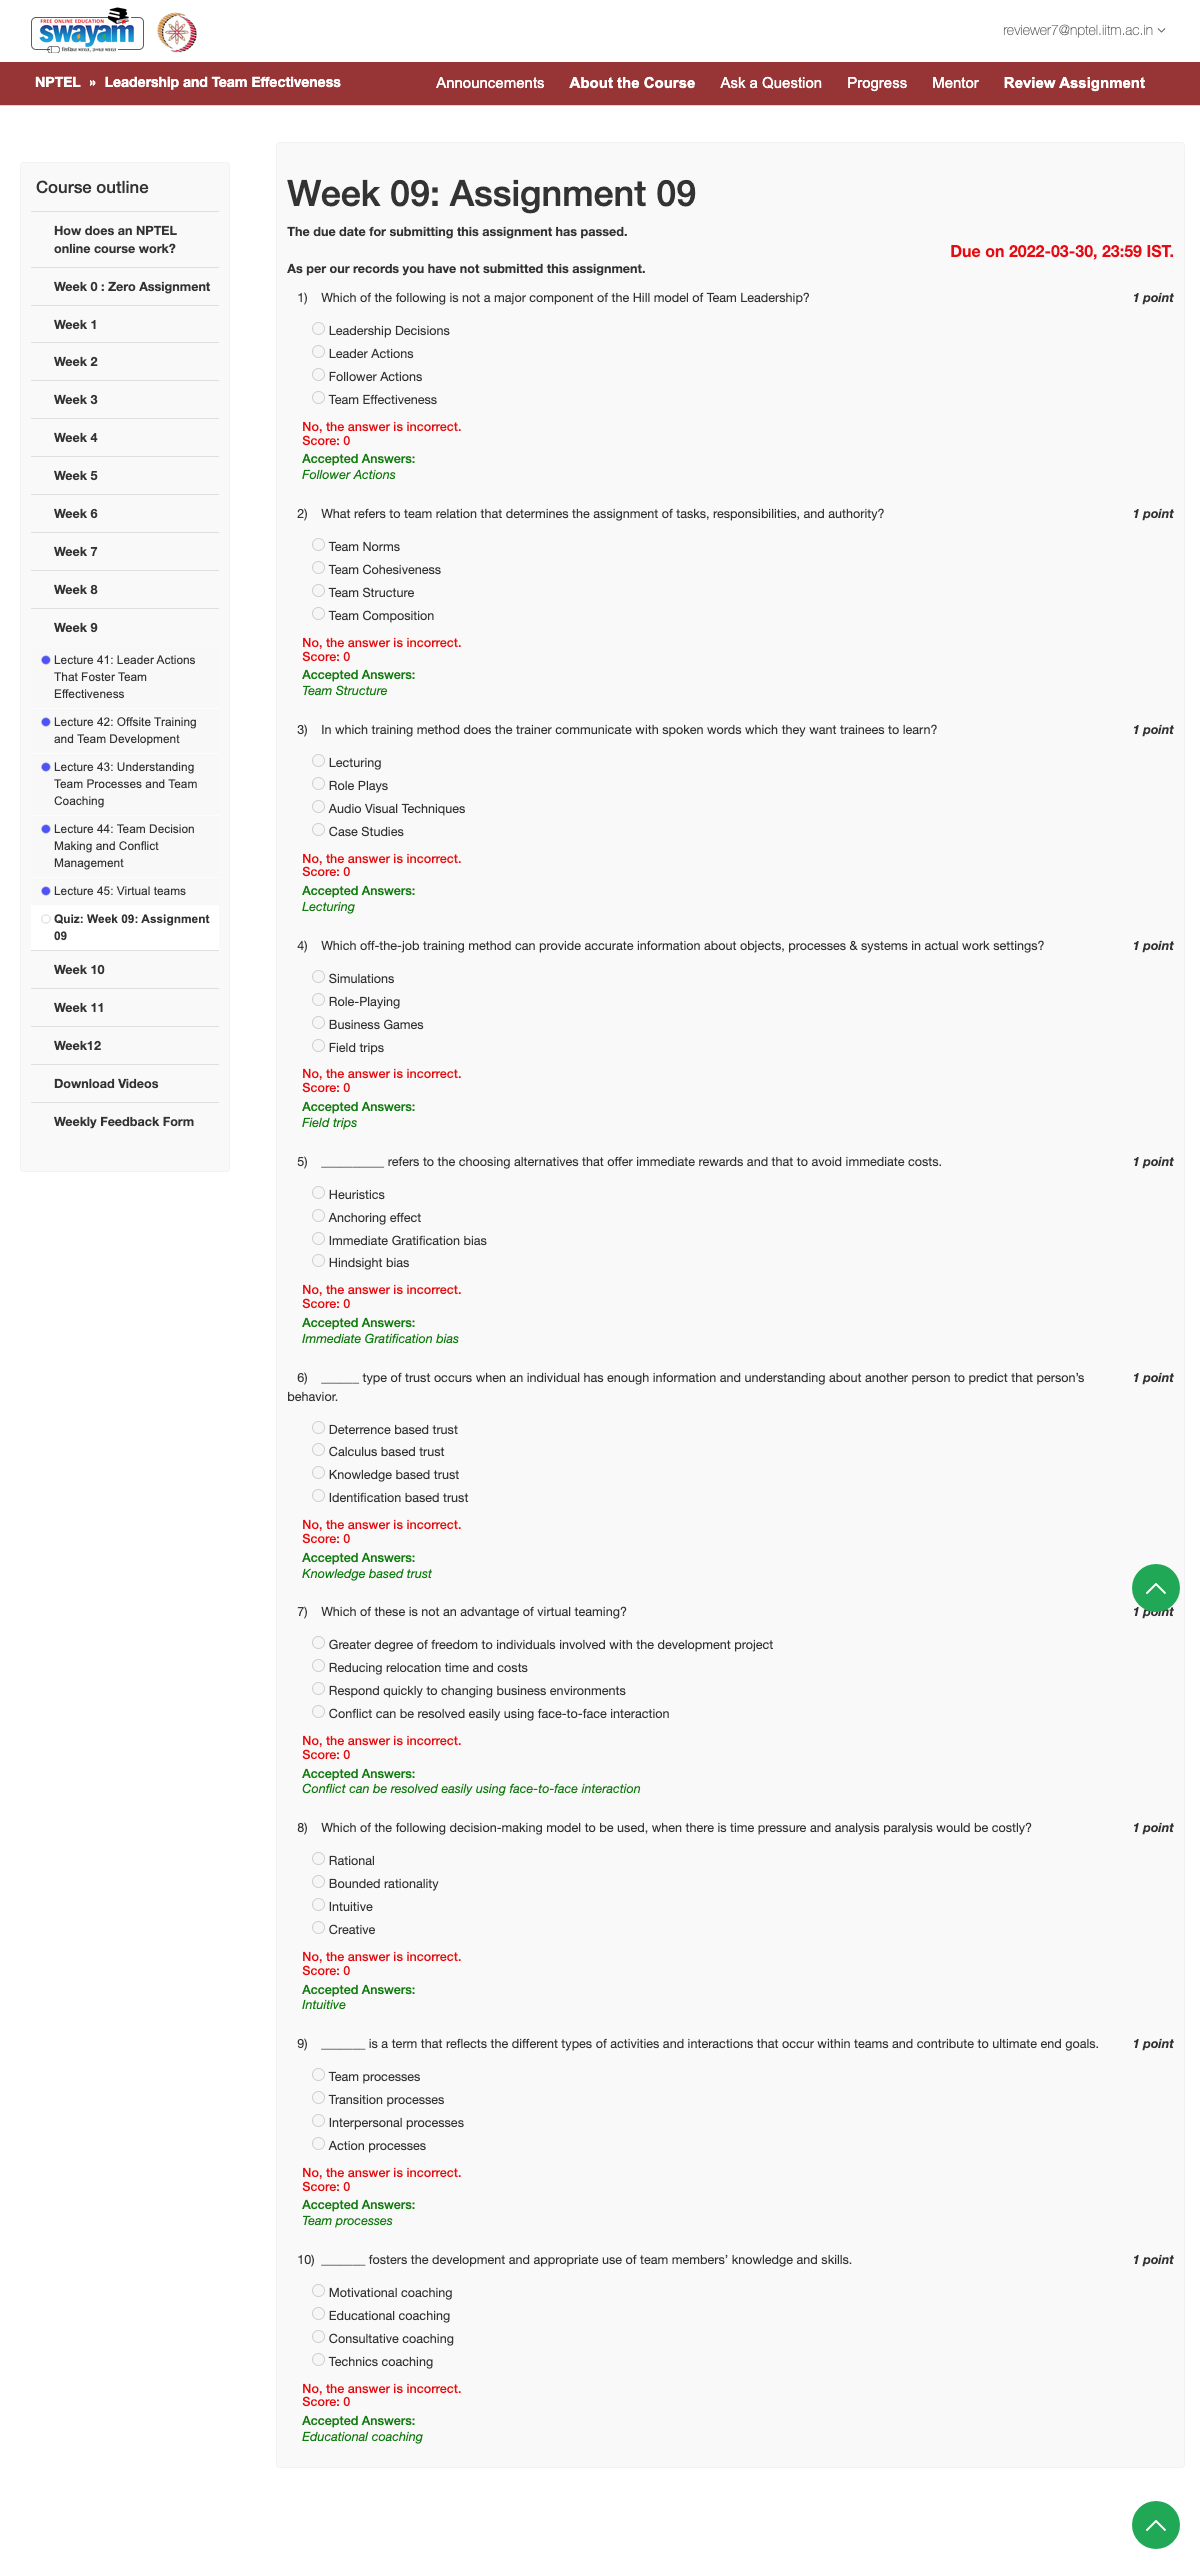 FREE ONLINE EDUCATION
swayam
reviewer7@nptel.iitm.ac.in
NPTEL » Leadership and Team Effectiveness
Announcements About the Course Ask a Question Progress Mentor Review Assignment
Course outline
How does an NPTEL
online course work?
Week 0 : Zero Assignment
Week 1
Week 2
Week 3
Week 4
Week 5
Week 6
Week 7
Week 8
Week 9
Lecture 41: Leader Actions
That Foster Team
Effectiveness
Lecture 42: Offsite Training
and Team Development
Lecture 43: Understanding
Team Processes and Team
Coaching
Lecture 44: Team Decision
Making and Conflict
Management
Lecture 45: Virtual teams
Quiz: Week 09: Assignment
09
Week 10
Week 11
Week12
Download Videos
Weekly Feedback Form
Week 09: Assignment 09
The due date for submitting this assignment has passed.
Due on 2022-03-30, 23:59 IST.
As per our records you have not submitted this assignment.
1) Which of the following is not a major component of the Hill model of Team Leadership? 1 point
Leadership Decisions
Leader Actions
Follower Actions
Team Effectiveness
No, the answer is incorrect.
Score: 0
Accepted Answers:
Follower Actions
2) What refers to team relation that determines the assignment of tasks, responsibilities, and authority? 1 point
Team Norms
Team Cohesiveness
Team Structure
Team Composition
No, the answer is incorrect.
Score: 0
Accepted Answers:
Team Structure
3) In which training method does the trainer communicate with spoken words which they want trainees to learn? 1 point
Lecturing
Role Plays
Audio Visual Techniques
Case Studies
No, the answer is incorrect.
Score: 0
Accepted Answers:
Lecturing
4) Which off-the-job training method can provide accurate information about objects, processes & systems in actual work settings? 1 point
Simulations
Role-Playing
Business Games
Field trips
No, the answer is incorrect.
Score: 0
Accepted Answers:
Field trips
5) __________ refers to the choosing alternatives that offer immediate rewards and that to avoid immediate costs. 1 point
Heuristics
Anchoring effect
Immediate Gratification bias
Hindsight bias
No, the answer is incorrect.
Score: 0
Accepted Answers:
Immediate Gratification bias
6) ______ type of trust occurs when an individual has enough information and understanding about another person to predict that person's 1 point
behavior.
Deterrence based trust
Calculus based trust
Knowledge based trust
Identification based trust
No, the answer is incorrect.
Score: 0
Accepted Answers:
Knowledge based trust
7) Which of these is not an advantage of virtual teaming? 1 point
Greater degree of freedom to individuals involved with the development project
Reducing relocation time and costs
Respond quickly to changing business environments
Conflict can be resolved easily using face-to-face interaction
No, the answer is incorrect.
Score: 0
Accepted Answers:
Conflict can be resolved easily using face-to-face interaction
8) Which of the following decision-making model to be used, when there is time pressure and analysis paralysis would be costly? 1 point
Rational
Bounded rationality
Intuitive
Creative
No, the answer is incorrect.
Score: 0
Accepted Answers:
Intuitive
9) _______ is a term that reflects the different types of activities and interactions that occur within teams and contribute to ultimate end goals. 1 point
Team processes
Transition processes
Interpersonal processes
Action processes
No, the answer is incorrect.
Score: 0
Accepted Answers:
Team processes
10) _______ fosters the development and appropriate use of team members' knowledge and skills. 1 point
Motivational coaching
Educational coaching
Consultative coaching
Technics coaching
No, the answer is incorrect.
Score: 0
Accepted Answers:
Educational coaching